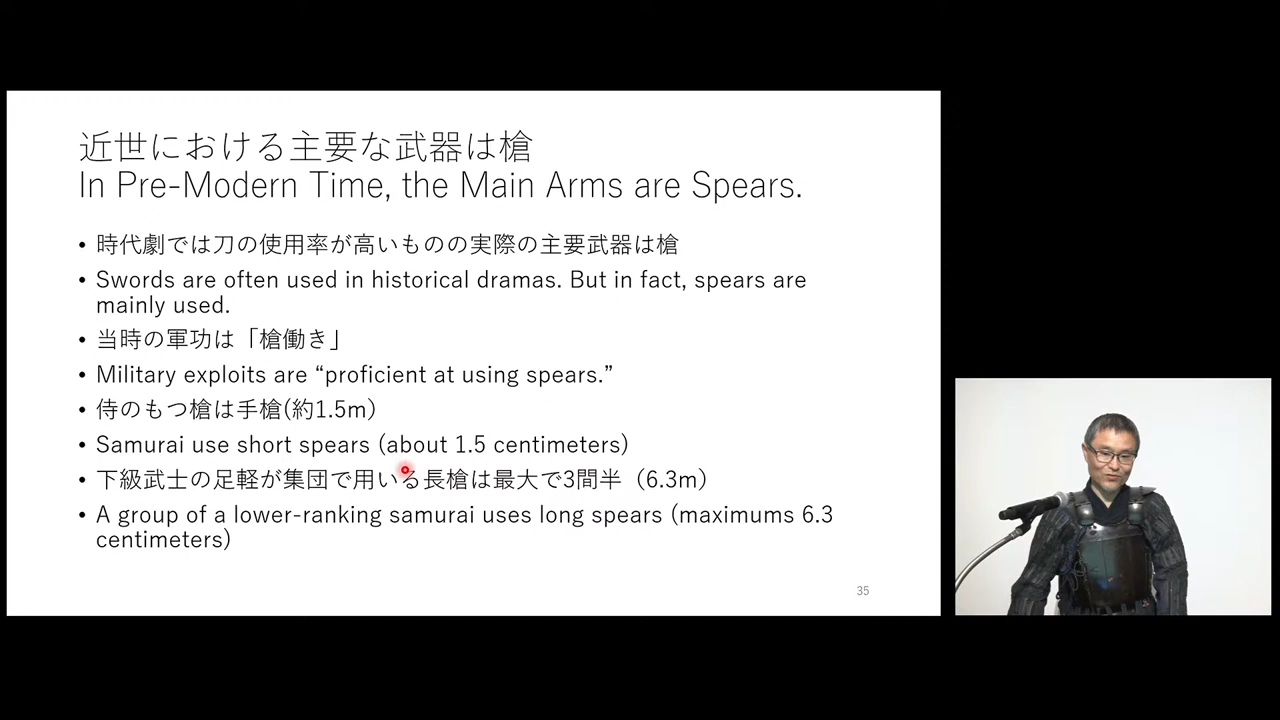 近世における主要な武器は槍
In Pre-Modern Time, the Main Arms are Spears.
• 時代劇では刀の使用率が高いものの実際の主要武器は槍
• Swords are often used in historical dramas. But in fact, spears are
mainly used.
• 当時の軍功は「槍働き」
• Military exploits are “proficient at using spears.”
• 侍のもつ槍は手槍(約1.5m)
• Samurai use short spears (about 1.5 centimeters)
• 下級武士の足軽が集団で用いる長槍は最大で3間半（6.3m）
• A group of a lower-ranking samurai uses long spears (maximums 6.3
centimeters)
35